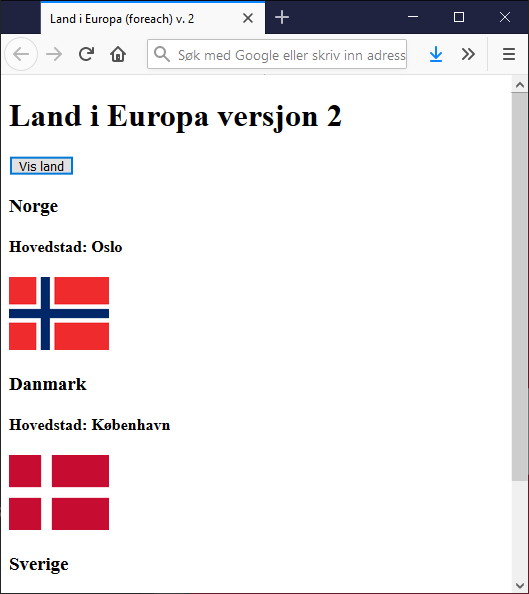 Land i Europa (foreach) v. 2
Søk med Google eller skriv inn adress
Land i Europa versjon 2
Vis land
Norge
Hovedstad: Oslo
Danmark
Hovedstad: København
Sverige